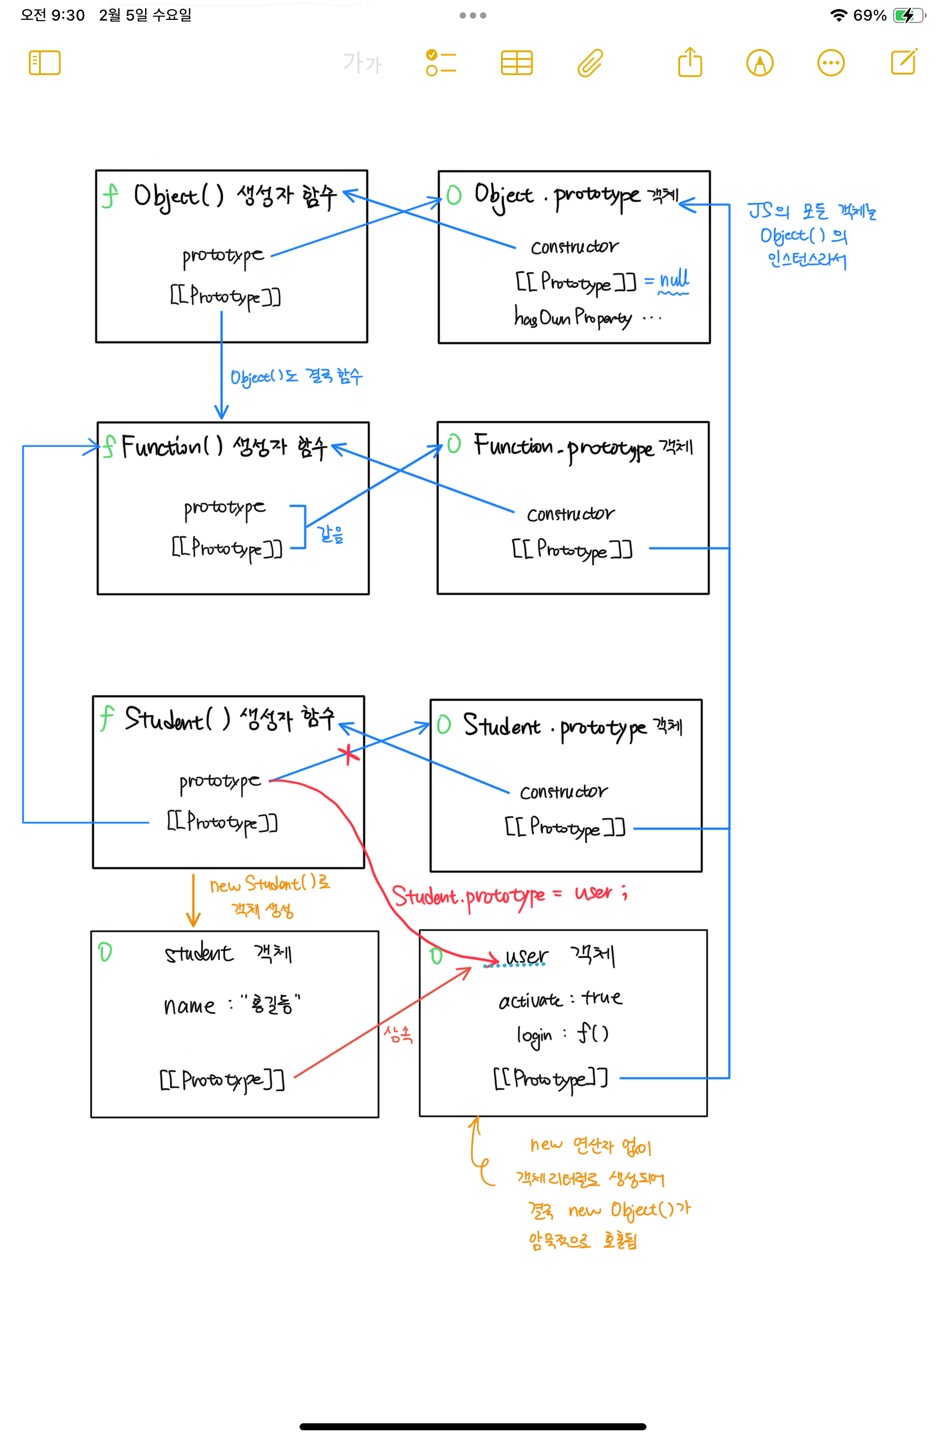 오전 9:30 2월 5일 수요일
69%
가가
f Object() 생성자 함수
prototype
[[Prototype]]
O Object.prototype 객체
constructor
[[Prototype]] = null
hasOwnProperty ...
JS의 모든 객체는
Object()의
인스턴스라서
Object()도 결국 함수
f Function() 생성자 함수
prototype
[[Prototype]]
같음
O Function.prototype 객체
constructor
[[Prototype]]
f Student() 생성자 함수
prototype
[[Prototype]]
O Student.prototype 객체
constructor
[[Prototype]]
new Student()로
객체 생성
Student.prototype = user;
O student 객체
name : "홍길동"
[[Prototype]]
상속
O user 객체
activate : true
login : f()
[[Prototype]]
new 연산자 없이
객체 리터럴로 생성되어
결국 new Object()가
암묵적으로 호출됨